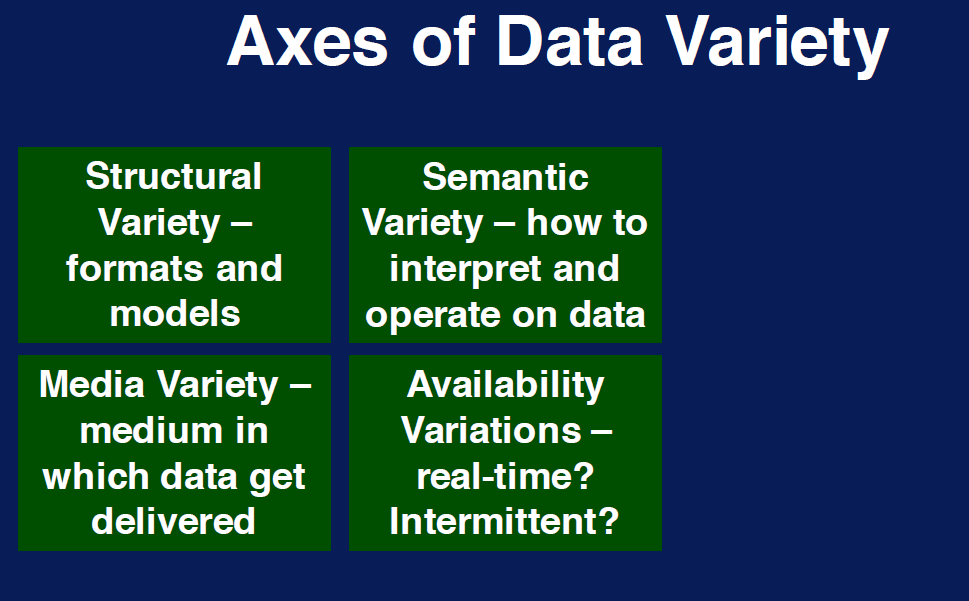 Axes of Data Variety
Structural
Variety –
formats and
models
Semantic
Variety – how to
interpret and
operate on data
Media Variety –
medium in
which data get
delivered
Availability
Variations –
real-time?
Intermittent?